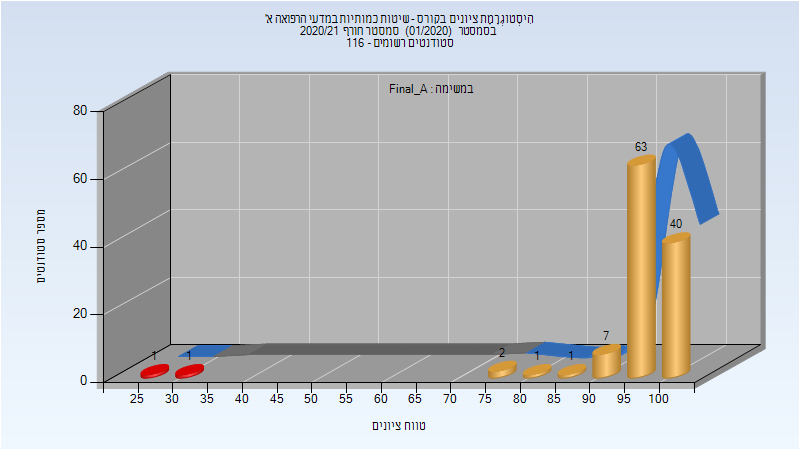 היסטוגרמת ציונים בקורס - שיטות כמותיות במדעי הרפואה א'
בסמסטר (01/2020) סמסטר חורף 2020/21
סטודנטים רשומים - 116
במשימה : Final_A
מספר סטודנטים
80
60
40
20
0
1
1
2
1
1
7
63
40
25 30 35 40 45 50 55 60 65 70 75 80 85 90 95 100
טווח ציונים